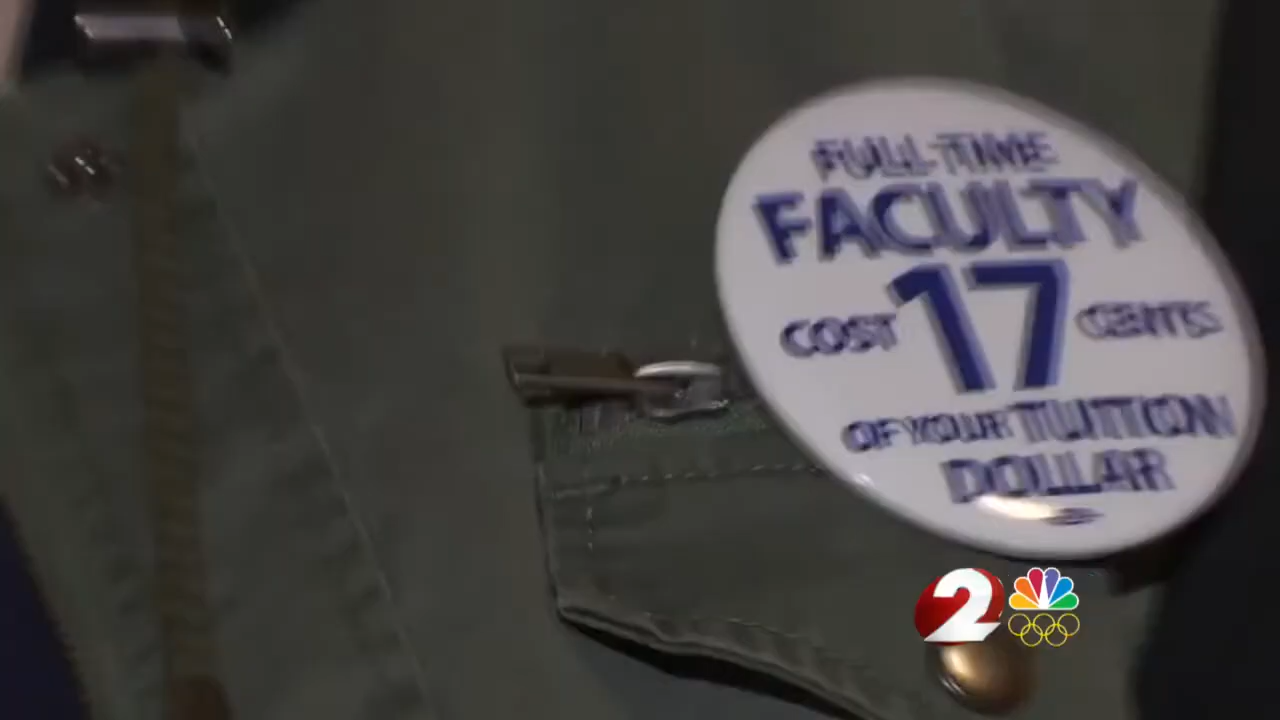 FULL-TIME
FACULTY
COST 17 CENTS
OF YOUR TUITION
DOLLAR
2